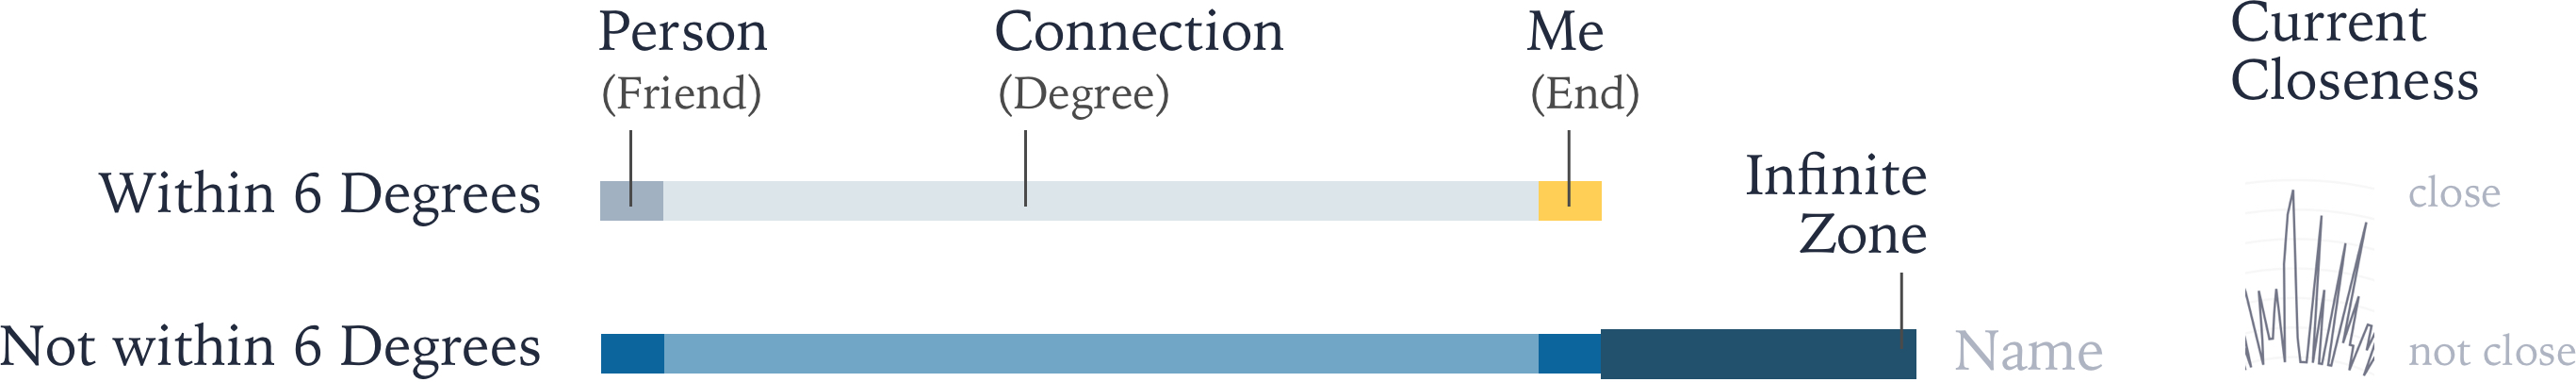 Person
(Friend)
Connection
(Degree)
Me
(End)
Current
Closeness
Within 6 Degrees
Infinite
Zone
close
Not within 6 Degrees
Name
not close